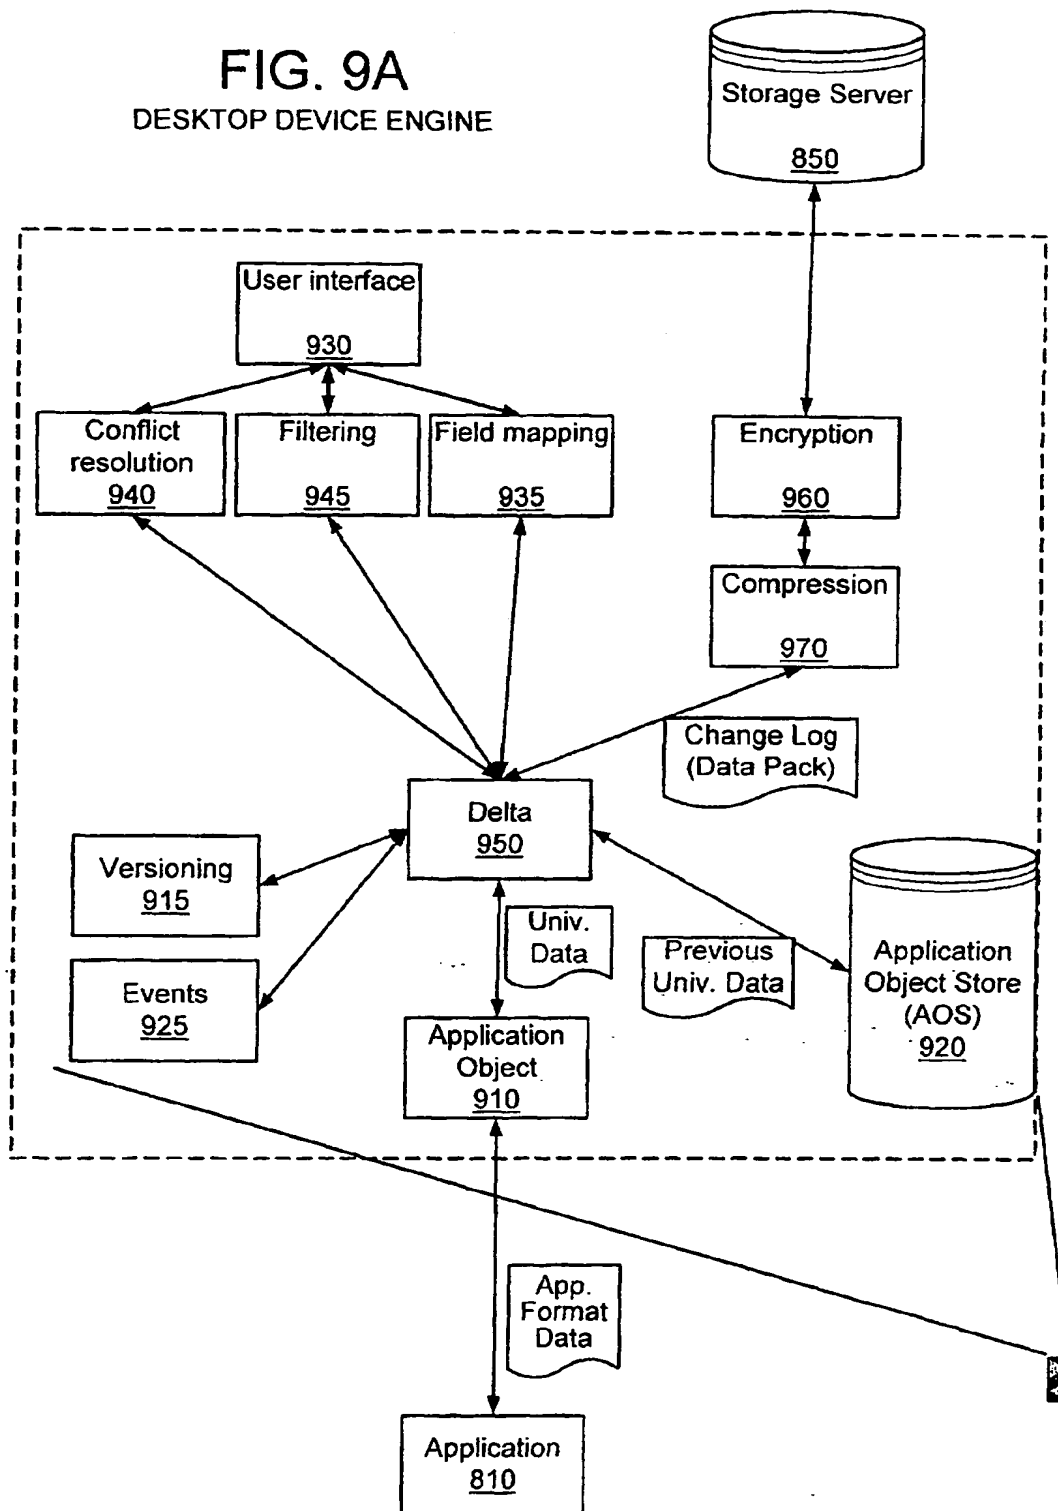 FIG. 9A
DESKTOP DEVICE ENGINE
Storage Server
850
User interface
930
Conflict
resolution
940
Filtering
945
Field mapping
935
Encryption
960
Compression
970
Change Log
(Data Pack)
Delta
950
Versioning
915
Events
925
Univ.
Data
Previous
Univ. Data
Application
Object Store
(AOS)
920
Application
Object
910
App.
Format
Data
Application
810